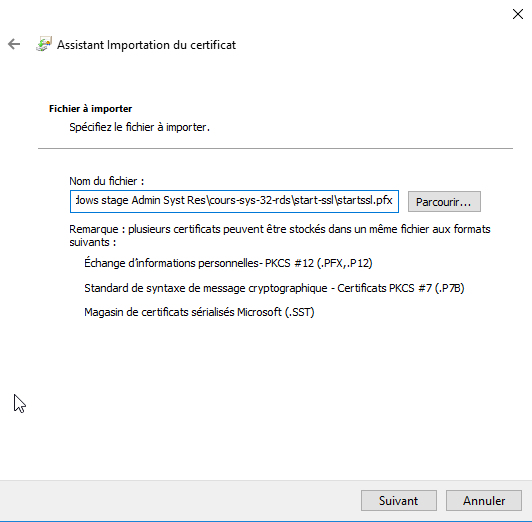 Assistant Importation du certificat
Fichier à importer
Spécifiez le fichier à importer.
Nom du fichier :
dows stage Admin Syst Res\cours-sys-32-rds\start-ssl\startssl.pfx
Parcourir...
Remarque : plusieurs certificats peuvent être stockés dans un même fichier aux formats
suivants :
Échange d'informations personnelles- PKCS #12 (.PFX,.P12)
Standard de syntaxe de message cryptographique - Certificats PKCS #7 (.P7B)
Magasin de certificats sérialisés Microsoft (.SST)
Suivant
Annuler